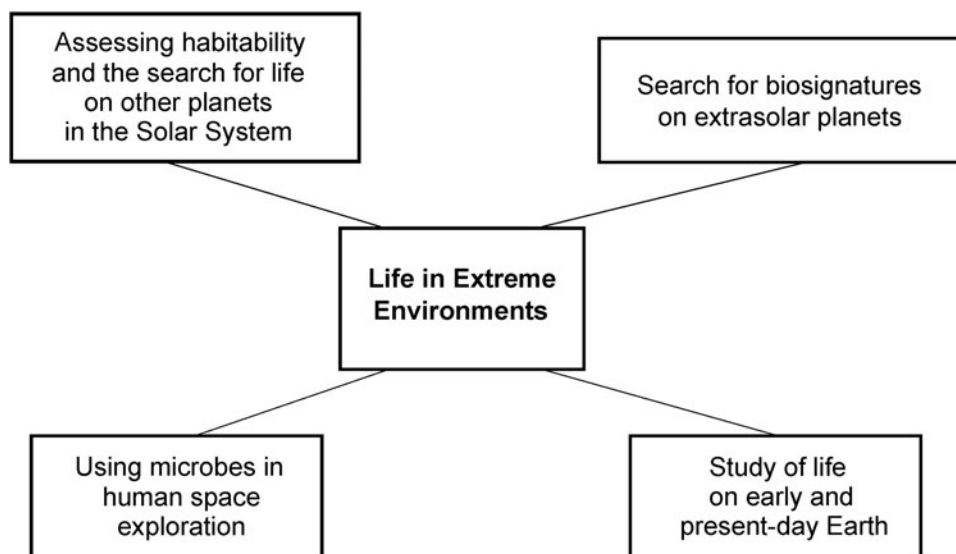 Assessing habitability
and the search for life
on other planets
in the Solar System
Search for biosignatures
on extrasolar planets
Life in Extreme
Environments
Using microbes in
human space
exploration
Study of life
on early and
present-day Earth